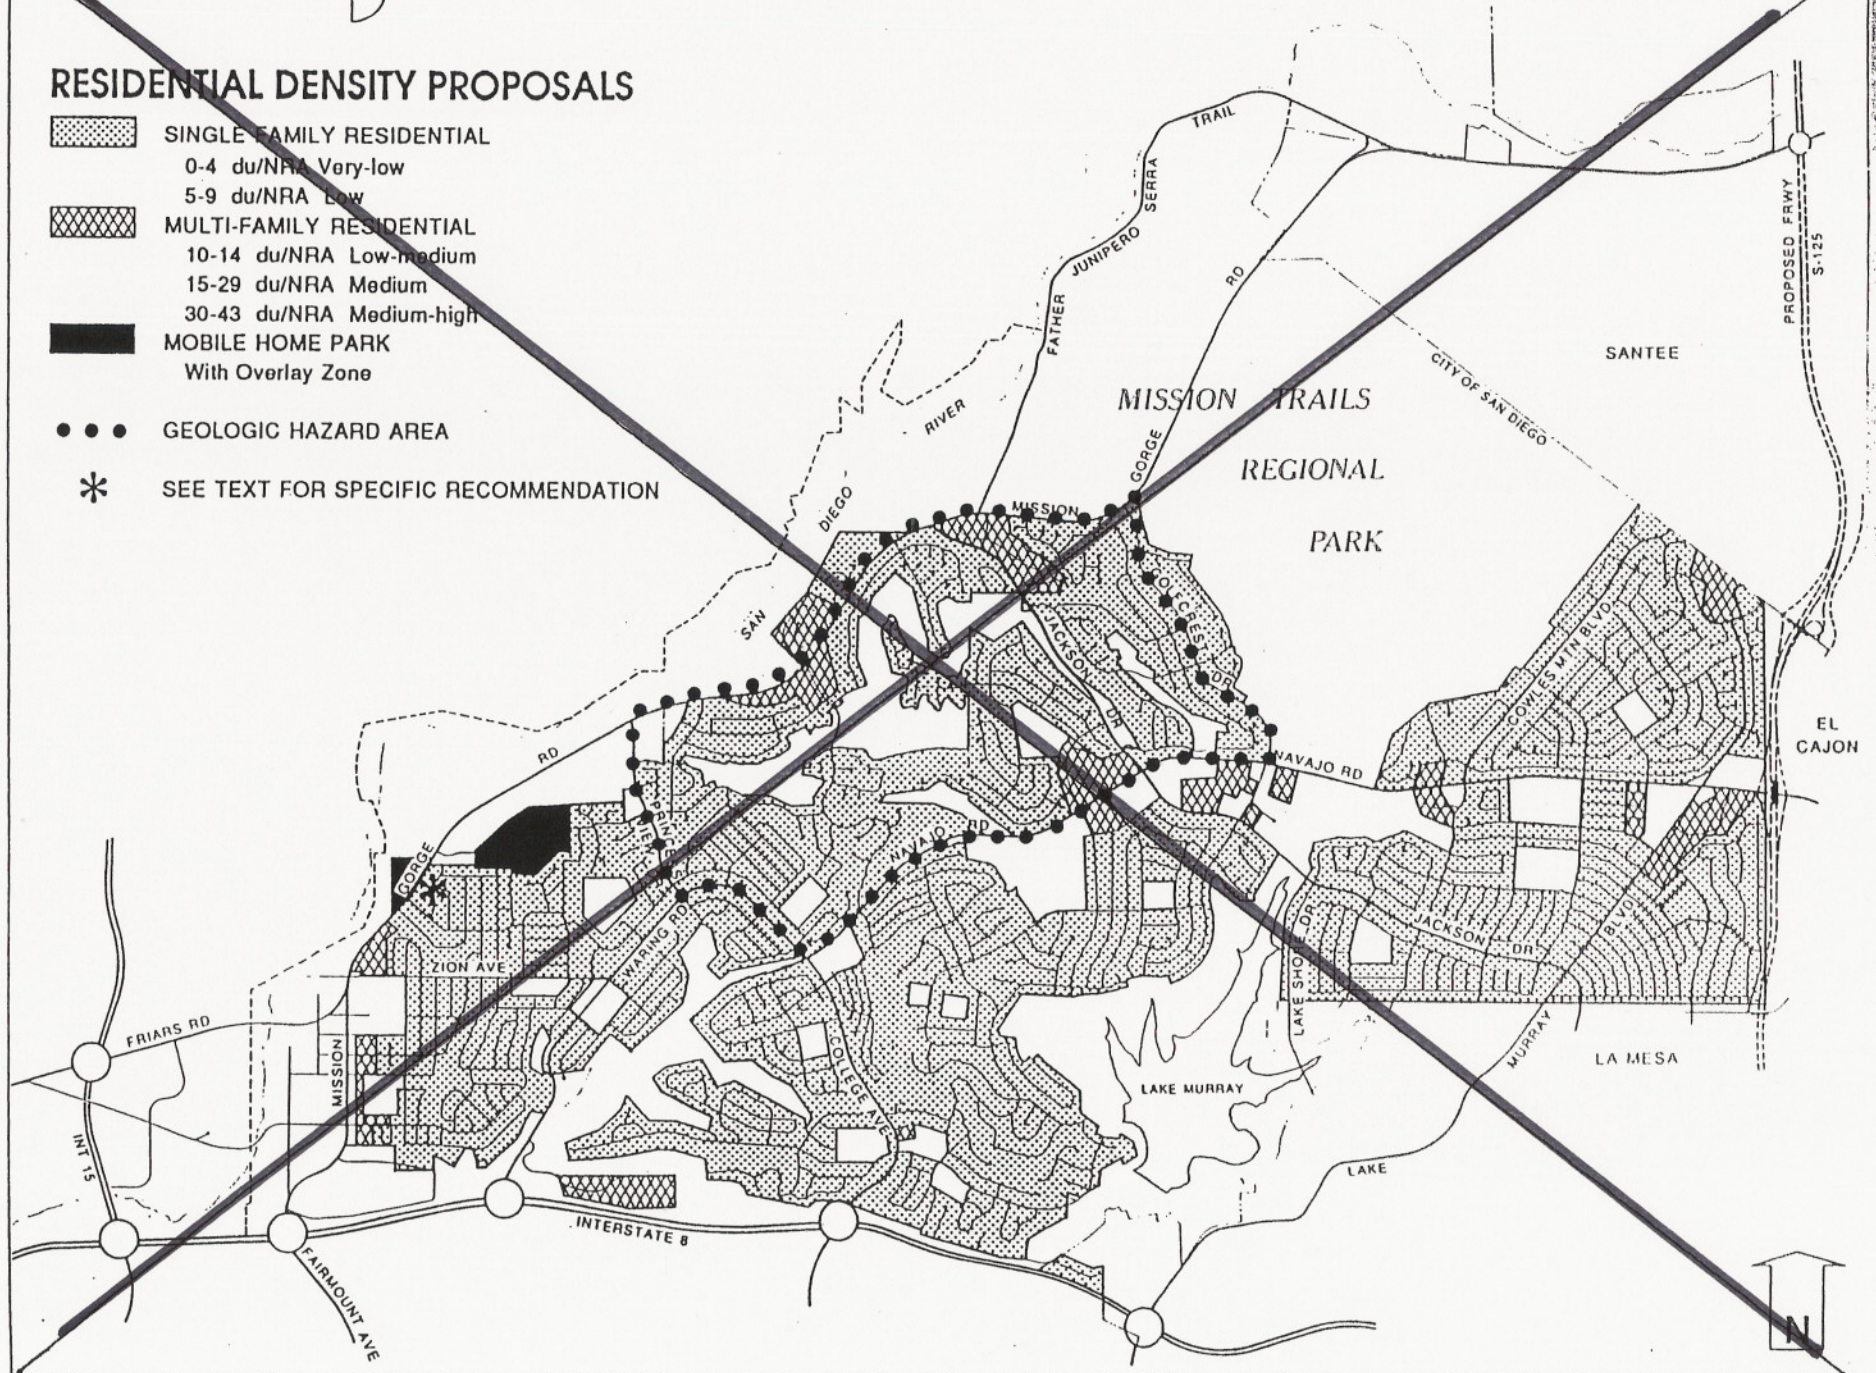 RESIDENTIAL DENSITY PROPOSALS
SINGLE FAMILY RESIDENTIAL
0-4 du/NRA Very-low
5-9 du/NRA Low
MULTI-FAMILY RESIDENTIAL
10-14 du/NRA Low-medium
15-29 du/NRA Medium
30-43 du/NRA Medium-high
MOBILE HOME PARK
With Overlay Zone
GEOLOGIC HAZARD AREA
* SEE TEXT FOR SPECIFIC RECOMMENDATION
FATHER JUNIPERO SERRA TRAIL
MISSION GORGE RD
PROPOSED FRWY
S-125
SANTEE
CITY OF SAN DIEGO
MISSION TRAILS
REGIONAL
PARK
SAN DIEGO RIVER
GOLFCREST DR
JACKSON DR
COWLES MTN BLVD
EL
CAJON
NAVAJO RD
NAVAJO RD
PRINCESS VIEW
MISSION GORGE RD
*
WARING RD
ZION AVE
FRIARS RD
INT 15
COLLEGE AVE
LAKE SHORE DR
JACKSON DR
LAKE MURRAY BLVD
LA MESA
LAKE MURRAY
INTERSTATE 8
FAIRMOUNT AVE
N